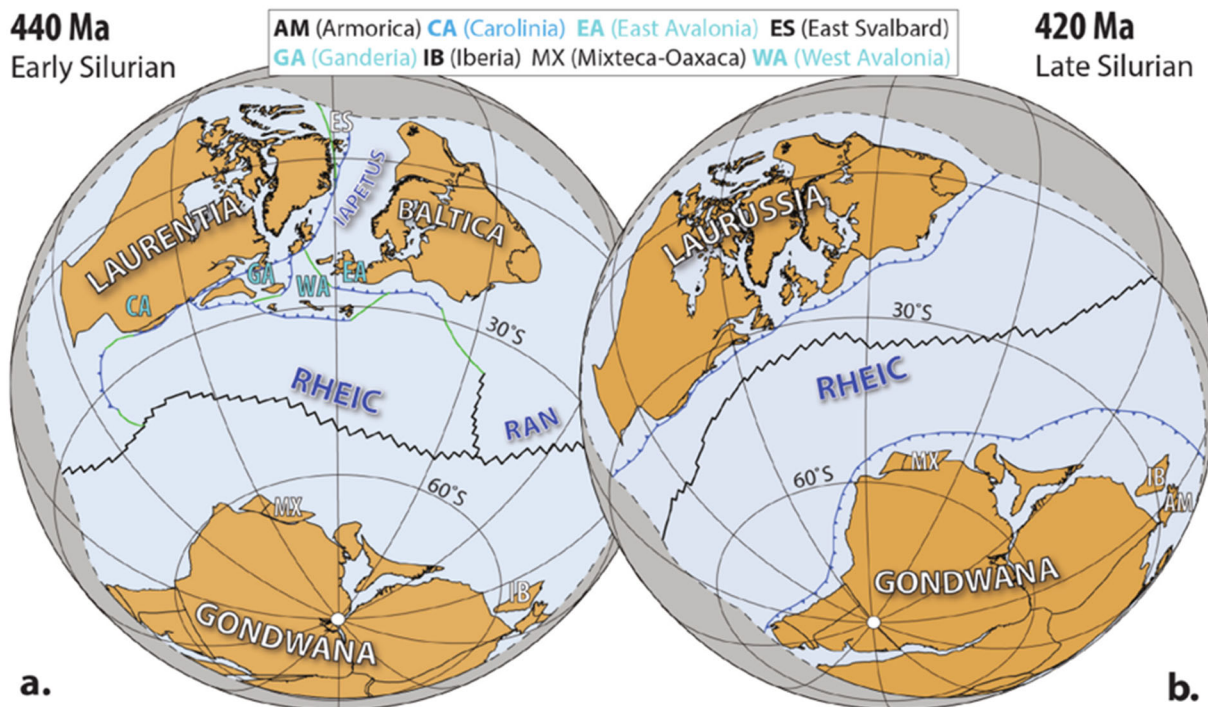 440 Ma
Early Silurian
AM (Armorica) CA (Carolinia) EA (East Avalonia) ES (East Svalbard)
GA (Ganderia) IB (Iberia) MX (Mixteca-Oaxaca) WA (West Avalonia)
420 Ma
Late Silurian
ES
IAPETUS
LAURENTIA
BALTICA
GA
WA
EA
CA
30°S
RHEIC
RAN
60°S
MX
IB
GONDWANA
a.
LAURUSSIA
30°S
RHEIC
60°S
MX
IB
AM
GONDWANA
b.